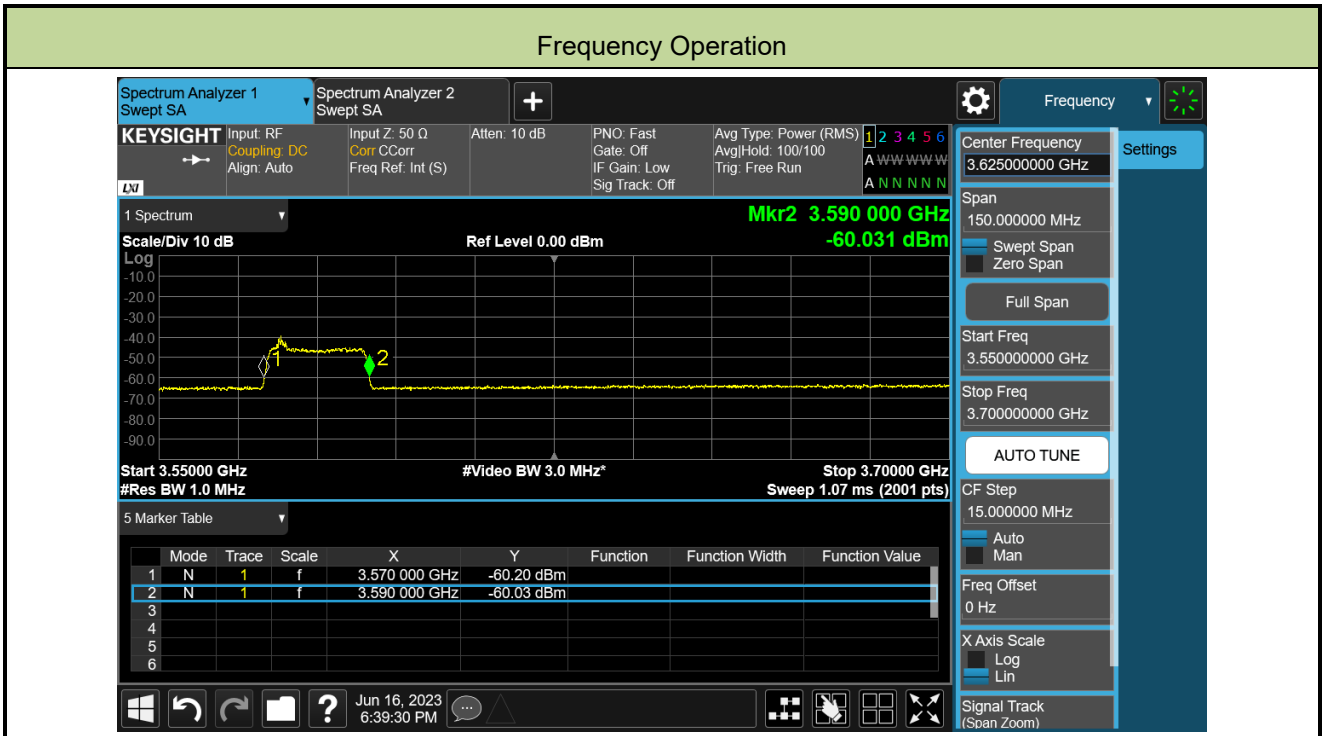 Frequency Operation
Spectrum Analyzer 1
Swept SA
Spectrum Analyzer 2
Swept SA
Frequency
KEYSIGHT
LXI
Input: RF
Coupling: DC
Align: Auto
Input Z: 50 Ω
Corr CCorr
Freq Ref: Int (S)
Atten: 10 dB
PNO: Fast
Gate: Off
IF Gain: Low
Sig Track: Off
Avg Type: Power (RMS)
Avg|Hold: 100/100
Trig: Free Run
1 2 3 4 5 6
A W W W W W
A N N N N N
1 Spectrum
Mkr2 3.590 000 GHz
-60.031 dBm
Scale/Div 10 dB
Ref Level 0.00 dBm
Log
-10.0
-20.0
-30.0
-40.0
-50.0
-60.0
-70.0
-80.0
-90.0
1
2
Start 3.55000 GHz
#Video BW 3.0 MHz*
Stop 3.70000 GHz
#Res BW 1.0 MHz
Sweep 1.07 ms (2001 pts)
5 Marker Table
Mode Trace Scale X Y Function Function Width Function Value
1 N 1 f 3.570 000 GHz -60.20 dBm
2 N 1 f 3.590 000 GHz -60.03 dBm
3
4
5
6
?
Jun 16, 2023
6:39:30 PM
Center Frequency
3.625000000 GHz
Span
150.000000 MHz
Swept Span
Zero Span
Full Span
Start Freq
3.550000000 GHz
Stop Freq
3.700000000 GHz
AUTO TUNE
CF Step
15.000000 MHz
Auto
Man
Freq Offset
0 Hz
X Axis Scale
Log
Lin
Signal Track
(Span Zoom)
Settings